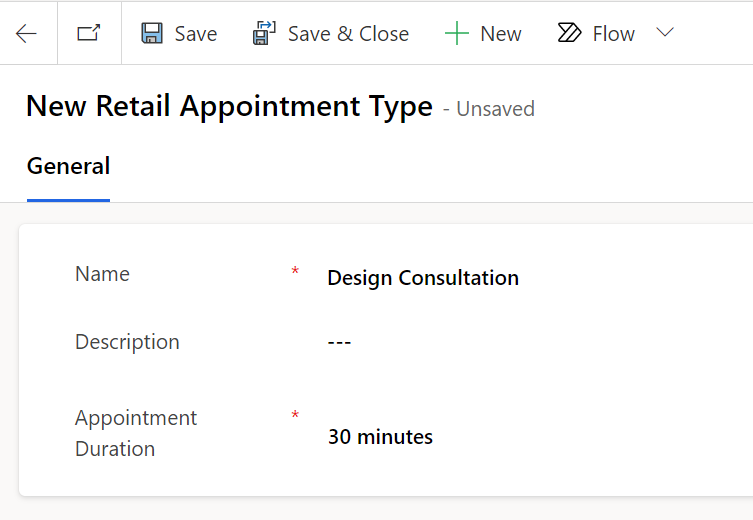 Save Save & Close New Flow
New Retail Appointment Type - Unsaved
General
Name * Design Consultation
Description ---
Appointment Duration * 30 minutes